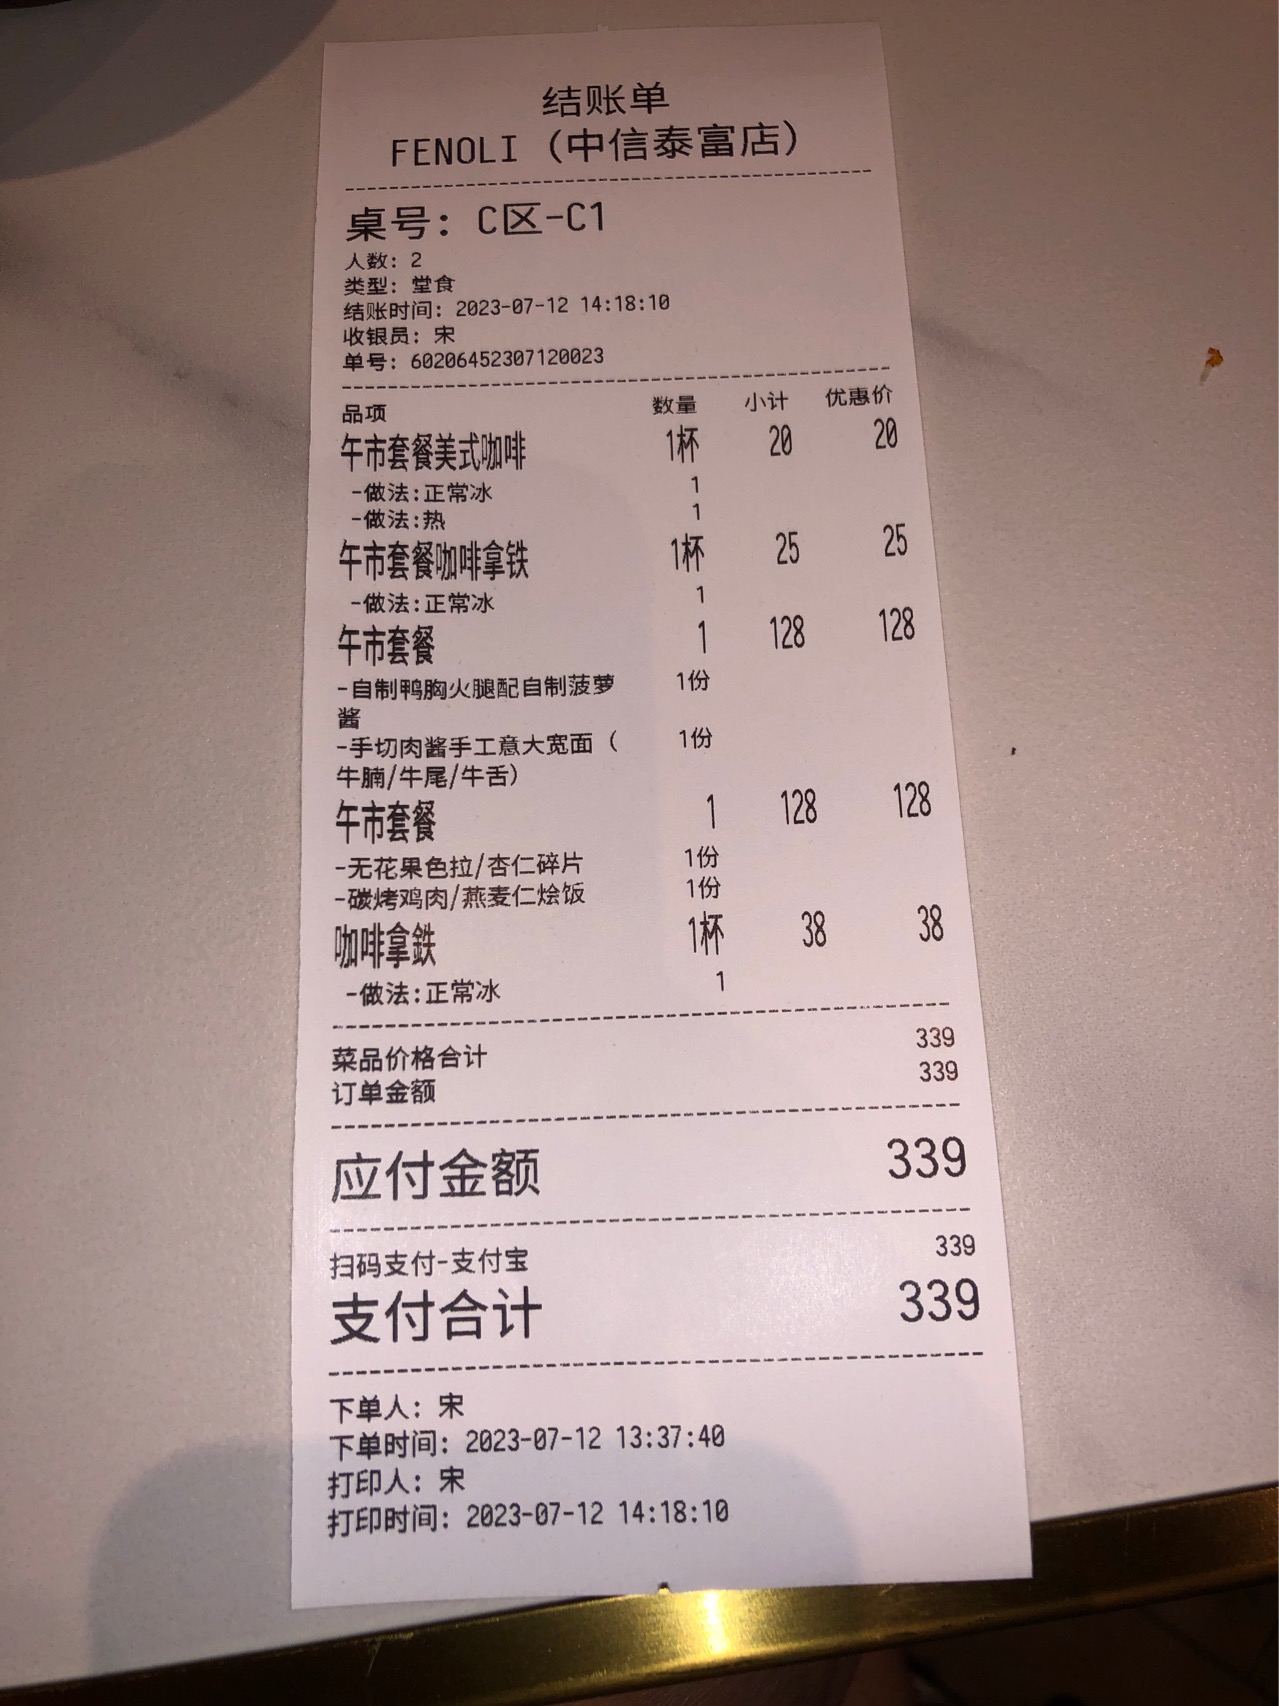 结账单
FENOLI（中信泰富店）
桌号：C区-C1
人数：2
类型：堂食
结账时间：2023-07-12 14:18:10
收银员：宋
单号：60206452307120023
品项 数量 小计 优惠价
午市套餐美式咖啡 1杯 20 20
-做法:正常冰 1
-做法:热 1
午市套餐咖啡拿铁 1杯 25 25
-做法:正常冰 1
午市套餐 1 128 128
-自制鸭胸火腿配自制菠萝 1份
酱
-手切肉酱手工意大宽面（ 1份
牛腩/牛尾/牛舌）
午市套餐 1 128 128
-无花果色拉/杏仁碎片 1份
-碳烤鸡肉/燕麦仁烩饭 1份
咖啡拿鉄 1杯 38 38
-做法:正常冰 1
菜品价格合计 339
订单金额 339
应付金额 339
扫码支付-支付宝 339
支付合计 339
下单人：宋
下单时间：2023-07-12 13:37:40
打印人：宋
打印时间：2023-07-12 14:18:10